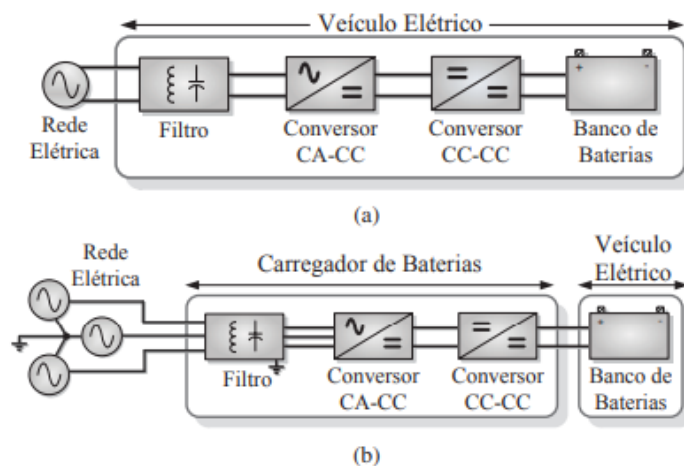 Veículo Elétrico
Rede
Elétrica
Filtro
Conversor
CA-CC
Conversor
CC-CC
+ -
Banco de
Baterias
(a)
Rede
Elétrica
Carregador de Baterias
Veículo
Elétrico
Filtro
Conversor
CA-CC
Conversor
CC-CC
+ -
Banco de
Baterias
(b)